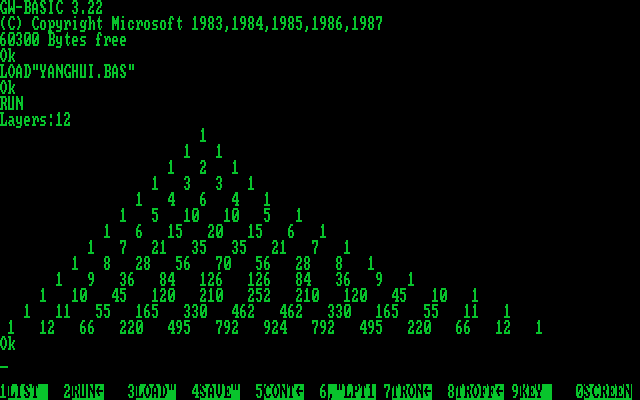 GW-BASIC 3.22
(C) Copyright Microsoft 1983,1984,1985,1986,1987
60300 Bytes free
Ok
LOAD"YANGHUI.BAS"
Ok
RUN
Layers:12
1
1 1
1 2 1
1 3 3 1
1 4 6 4 1
1 5 10 10 5 1
1 6 15 20 15 6 1
1 7 21 35 35 21 7 1
1 8 28 56 70 56 28 8 1
1 9 36 84 126 126 84 36 9 1
1 10 45 120 210 252 210 120 45 10 1
1 11 55 165 330 462 462 330 165 55 11 1
1 12 66 220 495 792 924 792 495 220 66 12 1
Ok
_
1LIST 2RUN← 3LOAD" 4SAVE" 5CONT← 6,"LPT1 7TRON← 8TROFF← 9KEY 0SCREEN